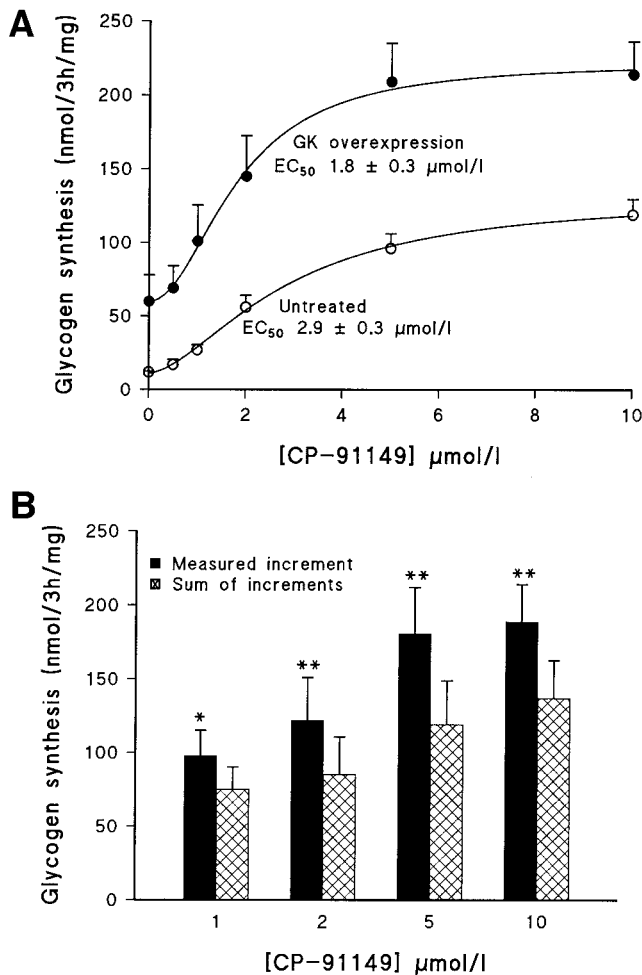 A
Glycogen synthesis (nmol/3h/mg)
250
200
150
100
50
0
GK overexpression
EC₅₀ 1.8 ± 0.3 µmol/l
Untreated
EC₅₀ 2.9 ± 0.3 µmol/l
0 2 4 6 8 10
[CP-91149] µmol/l
B
Glycogen synthesis (nmol/3h/mg)
250
200
150
100
50
0
Measured increment
Sum of increments
*
**
**
**
1 2 5 10
[CP-91149] µmol/l